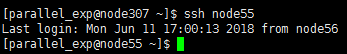 [parallel_exp@node307 ~]$ ssh node55
Last login: Mon Jun 11 17:00:13 2018 from node56
[parallel_exp@node55 ~]$